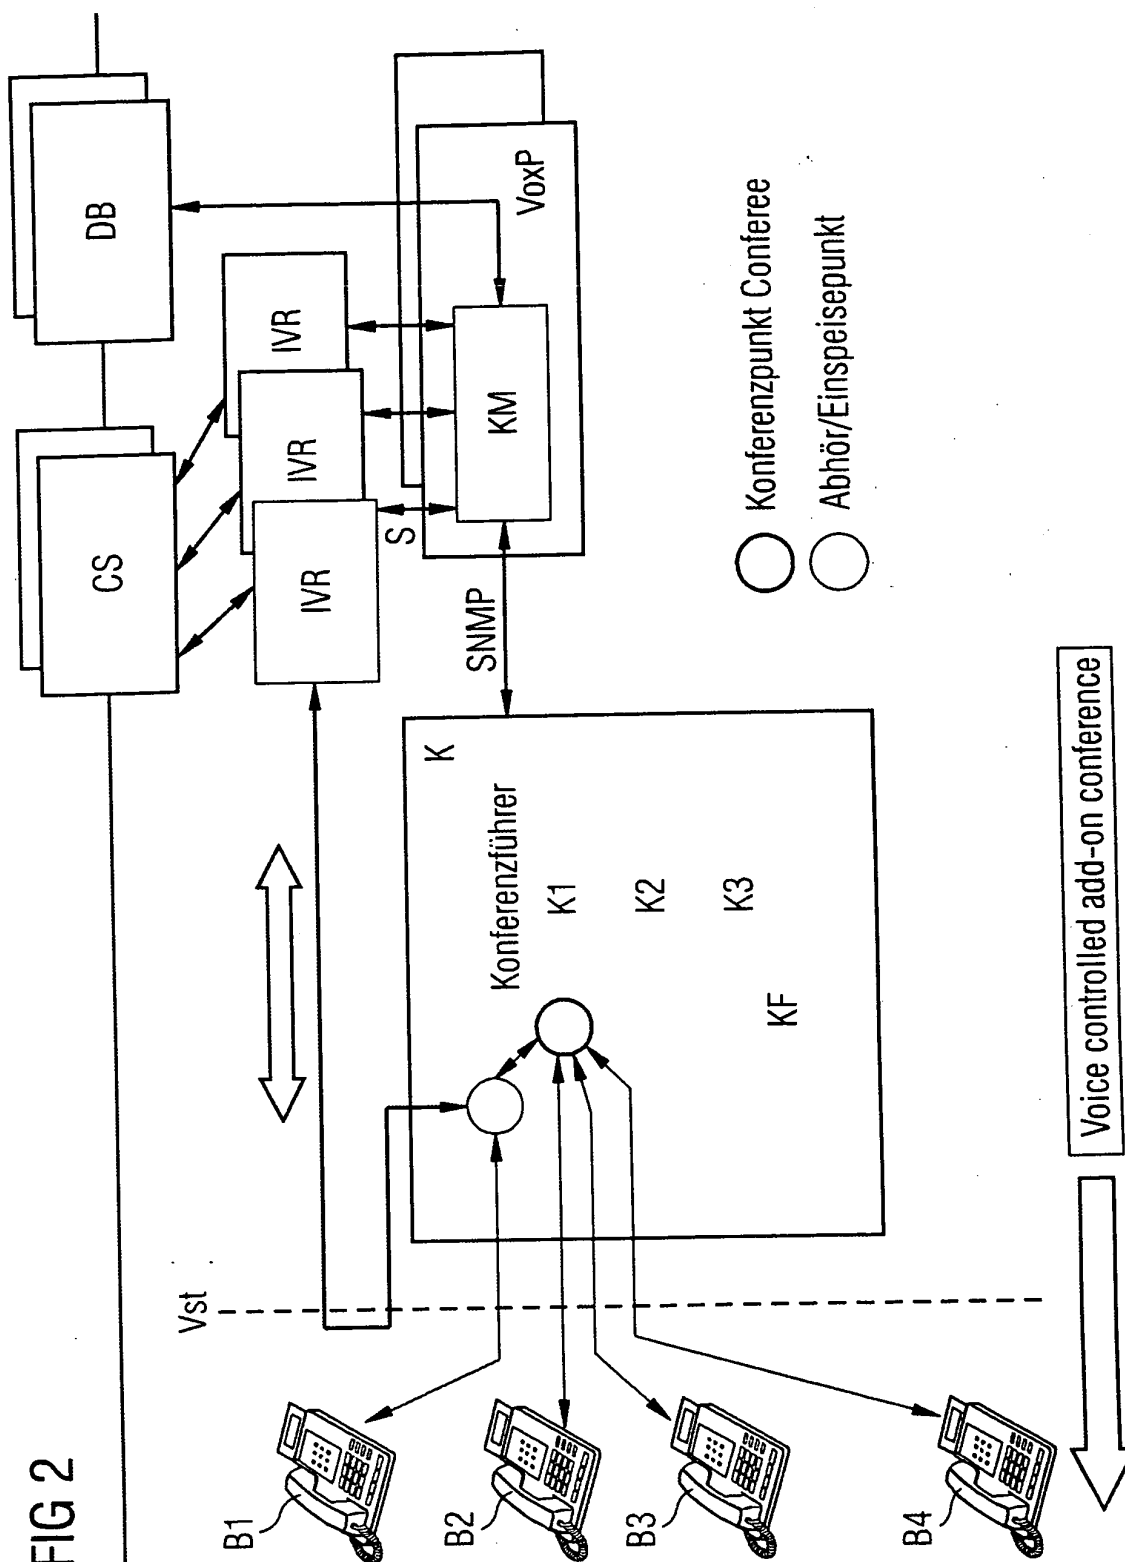 FIG 2
CS
DB
IVR
IVR
IVR
S
VoxP
KM
SNMP
Vst
K
Konferenzführer
K1
K2
K3
KF
B1
B2
B3
B4
Konferenzpunkt Conferee
Abhör/Einspeisepunkt
Voice controlled add-on conference